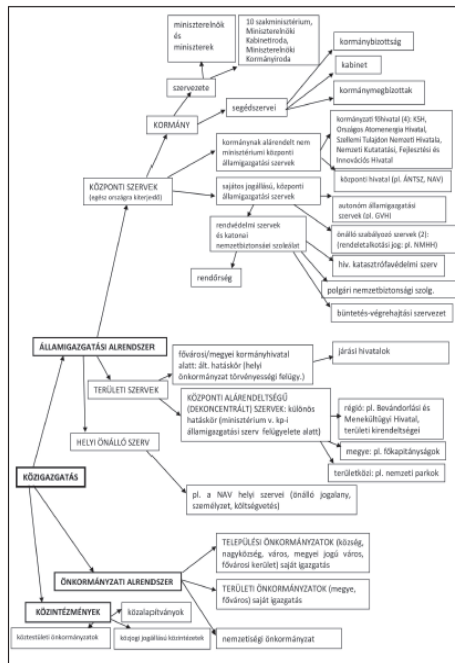 miniszterelnök
és
miniszterek
10 szakminisztérium,
Miniszterelnöki
Kabinetiroda,
Miniszterelnöki
Kormányiroda
szervezete
kormánybizottság
kabinet
kormánymegbízottak
segédszervei
KORMÁNY
kormánynak alárendelt nem
minisztériumi központi
államigazgatási szervek
kormányzati főhivatal (4): KSH,
Országos Atomenergia Hivatal,
Szellemi Tulajdon Nemzeti Hivatala,
Nemzeti Kutatatási, Fejlesztési és
Innovációs Hivatal
központi hivatal (pl. ÁNTSZ, NAV)
KÖZPONTI SZERVEK
(egész országra kiterjedő)
sajátos jogállású, központi
államigazgatási szervek
autonóm államigazgatási
szervek (pl. GVH)
rendvédelmi szervek
és katonai
nemzetbiztonsági szolgálat
önálló szabályozó szervek (2):
(rendeletalkotási jog: pl. NMHH)
hiv. katasztrófavédelmi szerv
rendőrség
polgári nemzetbiztonsági szolg.
büntetés-végrehajtási szervezet
ÁLLAMIGAZGATÁSI ALRENDSZER
fővárosi/megyei kormányhivatal
alatt: ált. hatáskör (helyi
önkormányzat törvényességi felügy.)
járási hivatalok
TERÜLETI SZERVEK
KÖZPONTI ALÁRENDELTSÉGŰ
(DEKONCENTRÁLT) SZERVEK: különös
hatáskör (minisztérium v. kp-i
államigazgatási szerv felügyelete alatt)
régió: pl. Bevándorlási és
Menekültügyi Hivatal,
területi kirendeltségei
megye: pl. főkapitányságok
területközi: pl. nemzeti parkok
HELYI ÖNÁLLÓ SZERV
KÖZIGAZGATÁS
pl. a NAV helyi szervei (önálló jogalany,
személyzet, költségvetés)
TELEPÜLÉSI ÖNKORMÁNYZATOK (község,
nagyközség, város, megyei jogú város,
fővárosi kerület) saját igazgatás
ÖNKORMÁNYZATI ALRENDSZER
TERÜLETI ÖNKORMÁNYZATOK (megye,
főváros) saját igazgatás
KÖZINTÉZMÉNYEK
közalapítványok
köztestületi önkormányzatok
közjogi jogállású közintézetek
nemzetiségi önkormányzat